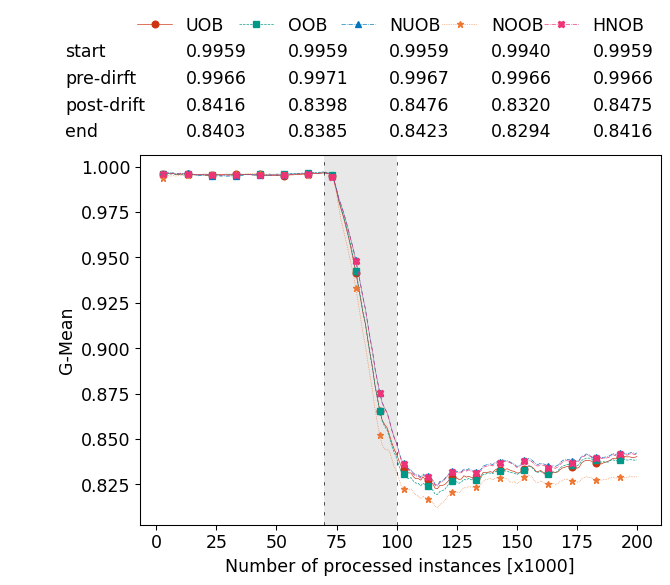 UOB OOB NUOB NOOB HNOB
start 0.9959 0.9959 0.9959 0.9940 0.9959
pre-dirft 0.9966 0.9971 0.9967 0.9966 0.9966
post-drift 0.8416 0.8398 0.8476 0.8320 0.8475
end 0.8403 0.8385 0.8423 0.8294 0.8416
1.000
0.975
0.950
0.925
0.900
0.875
0.850
0.825
G-Mean
0 25 50 75 100 125 150 175 200
Number of processed instances [x1000]